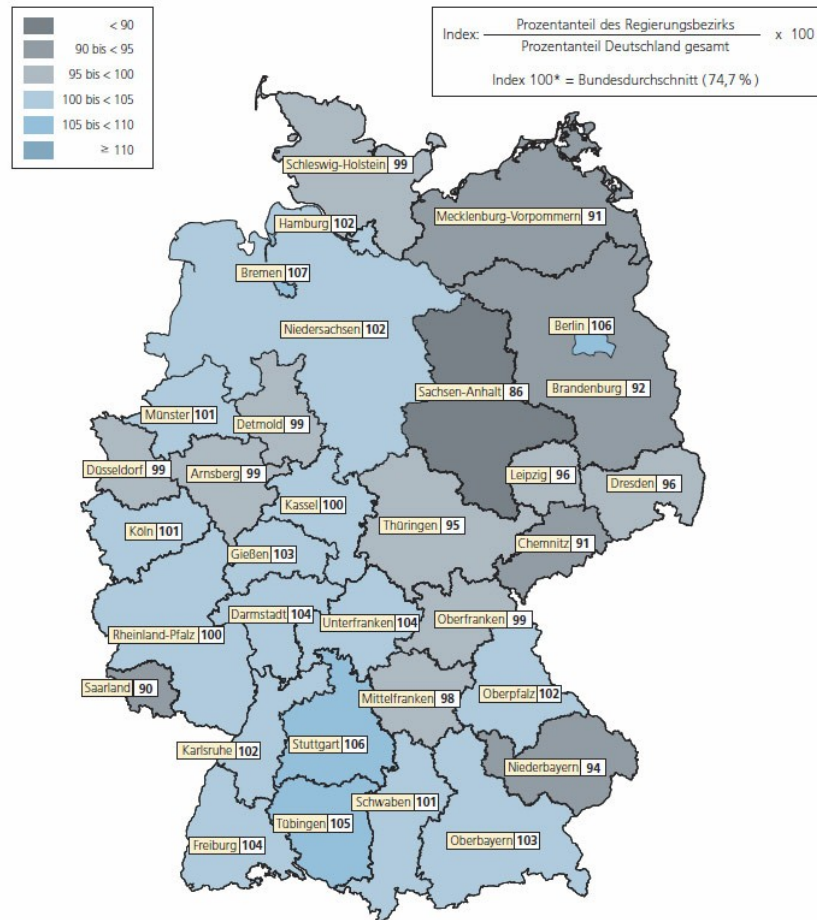 < 90
90 bis < 95
95 bis < 100
100 bis < 105
105 bis < 110
≥ 110
Index: Prozentanteil des Regierungsbezirks x 100
Prozentanteil Deutschland gesamt
Index 100* = Bundesdurchschnitt (74,7 %)
Schleswig-Holstein 99
Mecklenburg-Vorpommern 91
Hamburg 102
Bremen 107
Niedersachsen 102
Berlin 106
Sachsen-Anhalt 86
Brandenburg 92
Münster 101
Detmold 99
Düsseldorf 99
Arnsberg 99
Leipzig 96
Dresden 96
Kassel 100
Köln 101
Thüringen 95
Chemnitz 91
Gießen 103
Darmstadt 104
Unterfranken 104
Oberfranken 99
Rheinland-Pfalz 100
Saarland 90
Mittelfranken 98
Oberpfalz 102
Karlsruhe 102
Stuttgart 106
Niederbayern 94
Schwaben 101
Tübingen 105
Freiburg 104
Oberbayern 103